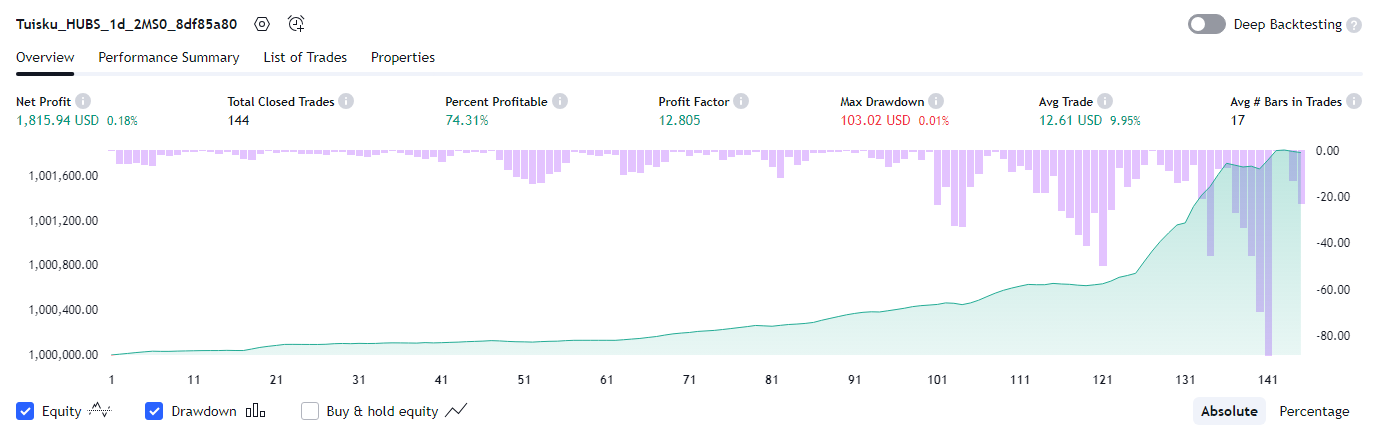 Tuisku_HUBS_1d_2MS0_8df85a80 Deep Backtesting ?
Overview Performance Summary List of Trades Properties
Net Profit i Total Closed Trades i Percent Profitable i Profit Factor i Max Drawdown i Avg Trade i Avg # Bars in Trades i
1,815.94 USD 0.18% 144 74.31% 12.805 103.02 USD 0.01% 12.61 USD 9.95% 17
0.00
1,001,600.00
-20.00
1,001,200.00
-40.00
1,000,800.00
-60.00
1,000,400.00
-80.00
1,000,000.00
1 11 21 31 41 51 61 71 81 91 101 111 121 131 141
Equity Drawdown Buy & hold equity Absolute Percentage